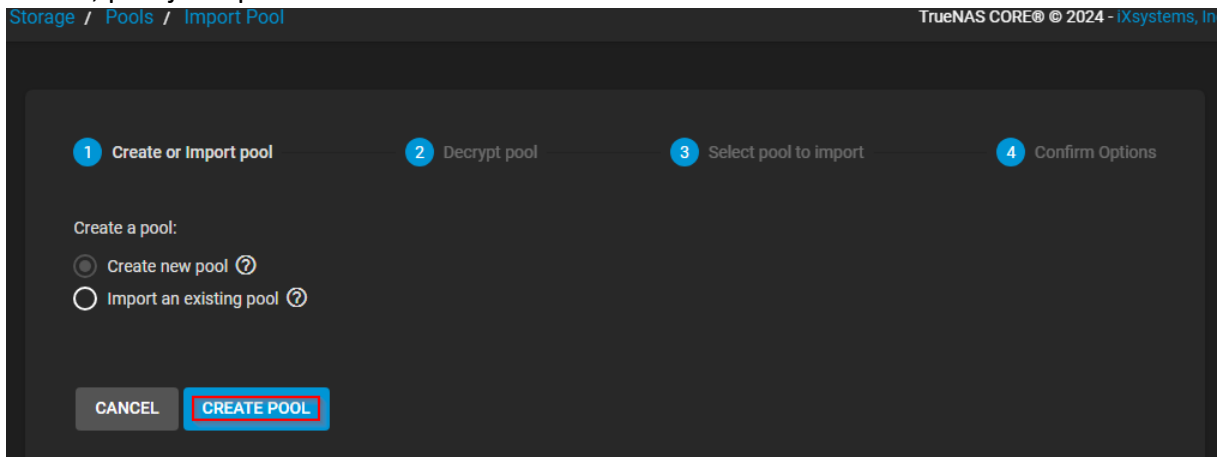 Storage / Pools / Import Pool
TrueNAS CORE® © 2024 - iXsystems, In
1 Create or Import pool
2 Decrypt pool
3 Select pool to import
4 Confirm Options
Create a pool:
Create new pool ?
Import an existing pool ?
CANCEL
CREATE POOL